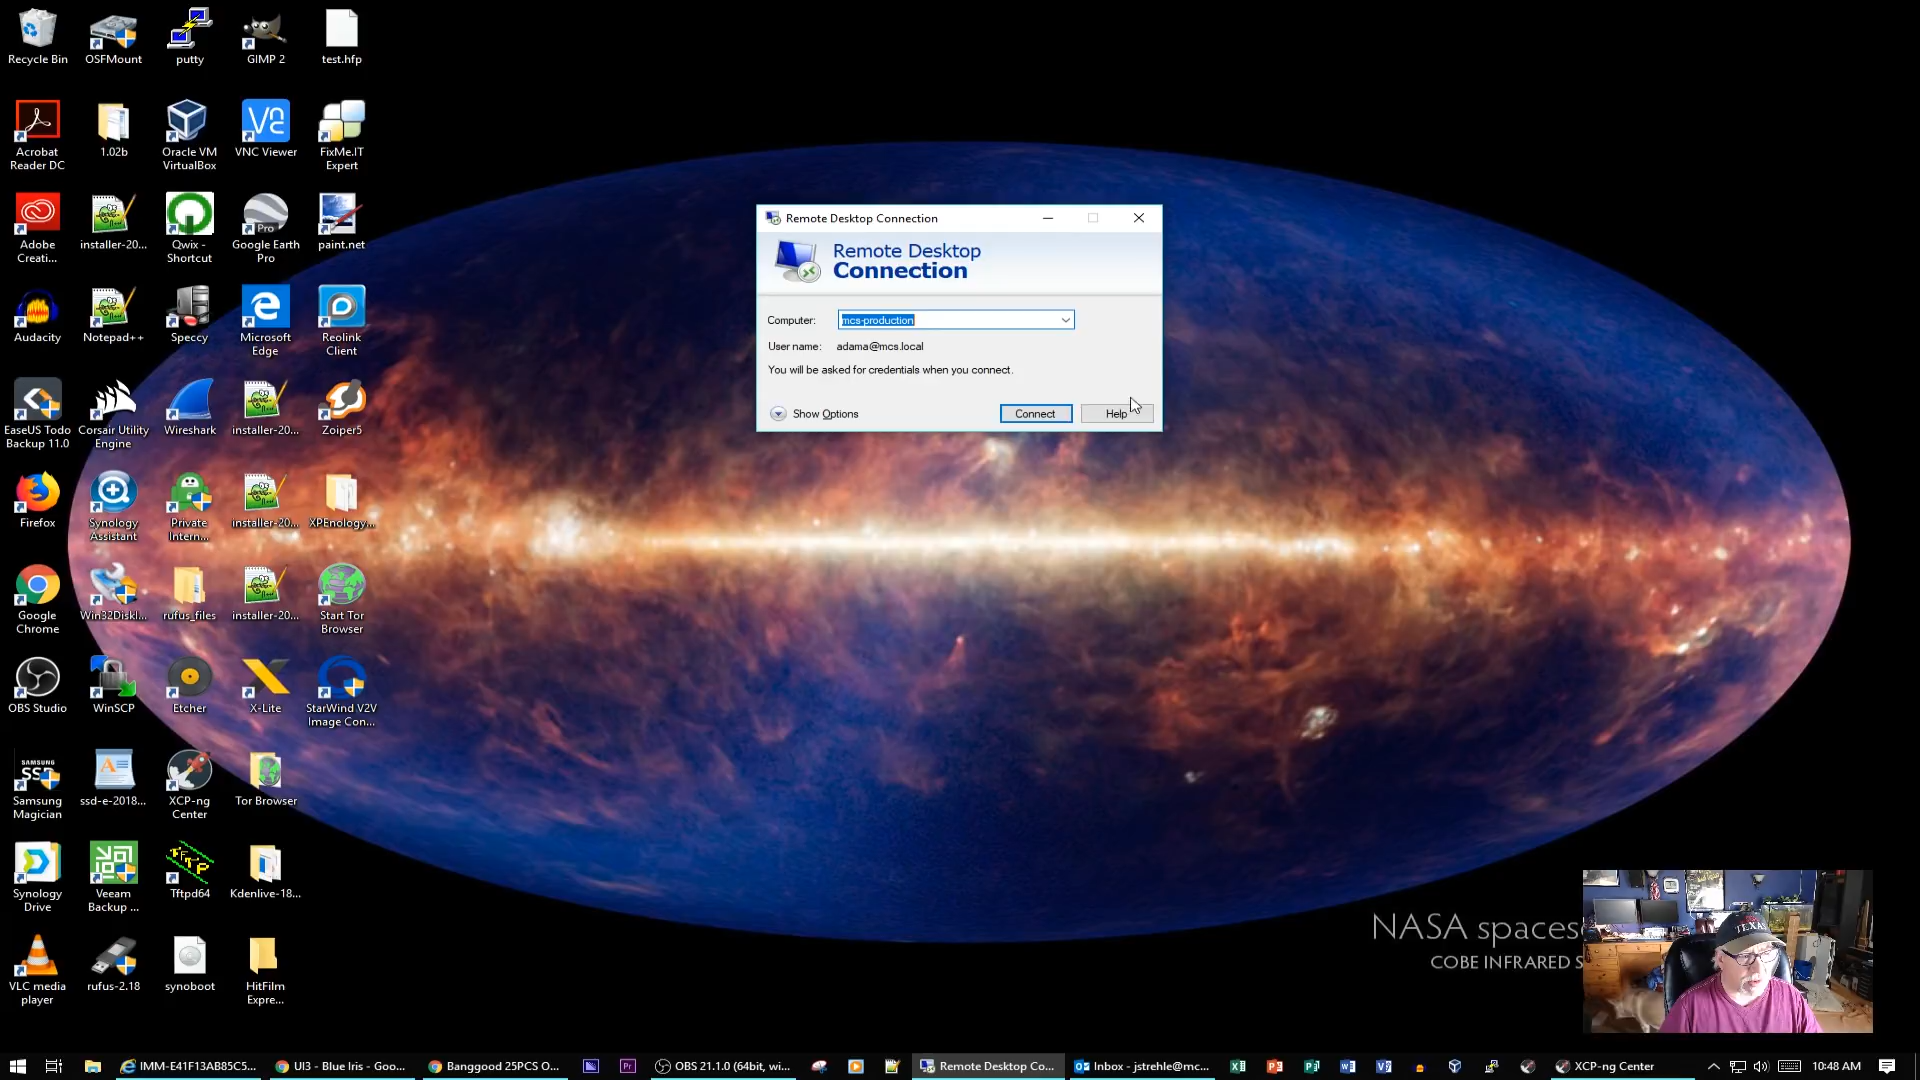 Recycle Bin
OSFMount
putty
GIMP 2
test.hfp
Acrobat
Reader DC
1.02b
Oracle VM
VirtualBox
VNC Viewer
FixMe.IT
Expert
Adobe
Creati...
installer-20...
Qwix -
Shortcut
Google Earth
Pro
paint.net
Audacity
Notepad++
Speccy
Microsoft
Edge
Reolink
Client
EaseUS Todo
Backup 11.0
Corsair Utility
Engine
Wireshark
installer-20...
Zoiper5
Firefox
Synology
Assistant
Private
Intern...
installer-20...
XPEnology...
Google
Chrome
Win32DiskI...
rufus_files
installer-20...
Start Tor
Browser
OBS Studio
WinSCP
Etcher
X-Lite
StarWind V2V
Image Con...
SAMSUNG
SSD
Samsung
Magician
ssd-e-2018...
XCP-ng
Center
Tor Browser
Synology
Drive
Veeam
Backup ...
Tftpd64
Kdenlive-18...
VLC media
player
rufus-2.18
synoboot
HitFilm
Expre...
Remote Desktop Connection
Remote Desktop
Connection
Computer:
mcs-production
User name:
adama@mcs.local
You will be asked for credentials when you connect.
Show Options
Connect
Help
NASA spaces
COBE INFRARED S
TEXAS
IMM-E41F13AB85C5...
UI3 - Blue Iris - Goo...
Banggood 25PCS O...
OBS 21.1.0 (64bit, wi...
Remote Desktop Co...
Inbox - jstrehle@mc...
XCP-ng Center
10:48 AM